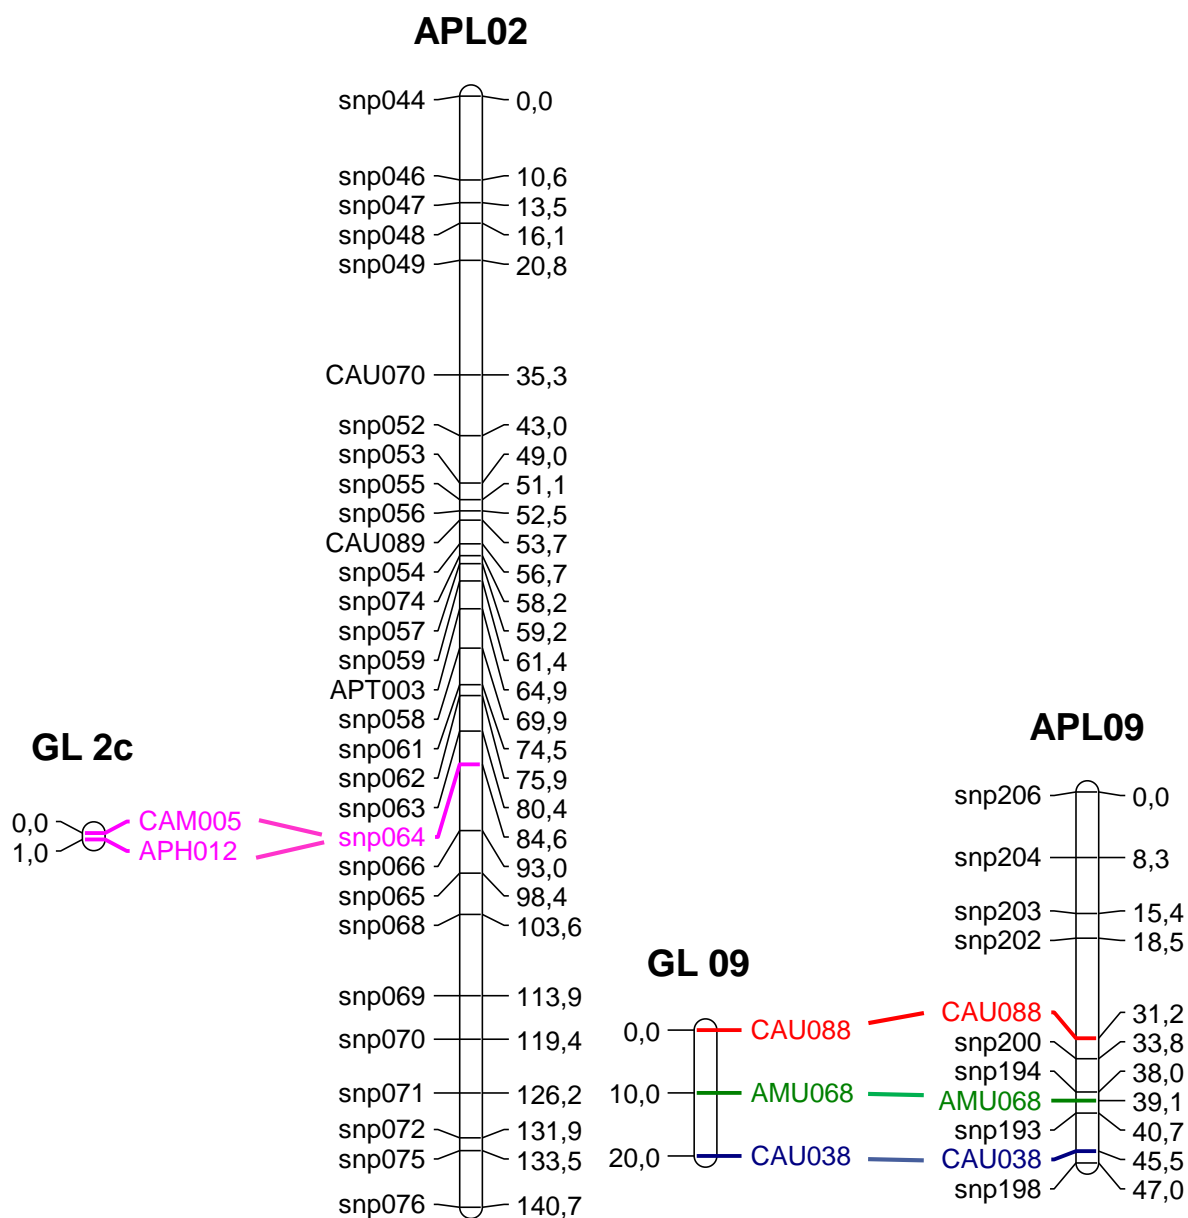 APL02
snp044 0,0
snp046 10,6
snp047 13,5
snp048 16,1
snp049 20,8
CAU070 35,3
snp052 43,0
snp053 49,0
snp055 51,1
snp056 52,5
CAU089 53,7
snp054 56,7
snp074 58,2
snp057 59,2
snp059 61,4
APT003 64,9
snp058 69,9
snp061 74,5
snp062 75,9
snp063 80,4
snp064 84,6
snp066 93,0
snp065 98,4
snp068 103,6
snp069 113,9
snp070 119,4
snp071 126,2
snp072 131,9
snp075 133,5
snp076 140,7
GL 2c
0,0 CAM005
1,0 APH012
GL 09
0,0 CAU088
10,0 AMU068
20,0 CAU038
APL09
snp206 0,0
snp204 8,3
snp203 15,4
snp202 18,5
CAU088 31,2
snp200 33,8
snp194 38,0
AMU068 39,1
snp193 40,7
CAU038 45,5
snp198 47,0